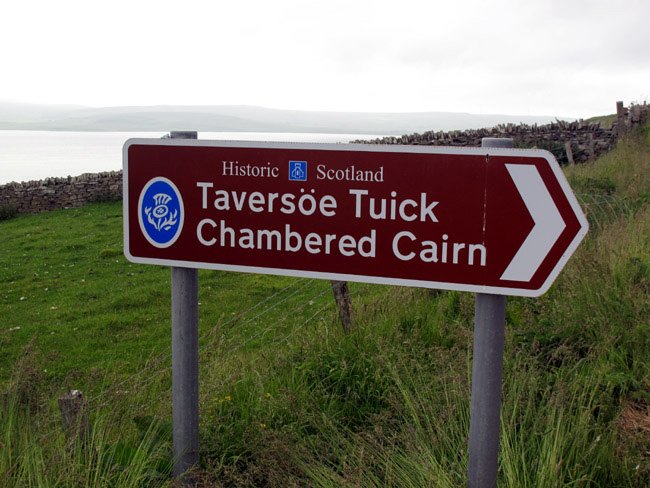 Historic Scotland
Taversöe Tuick
Chambered Cairn